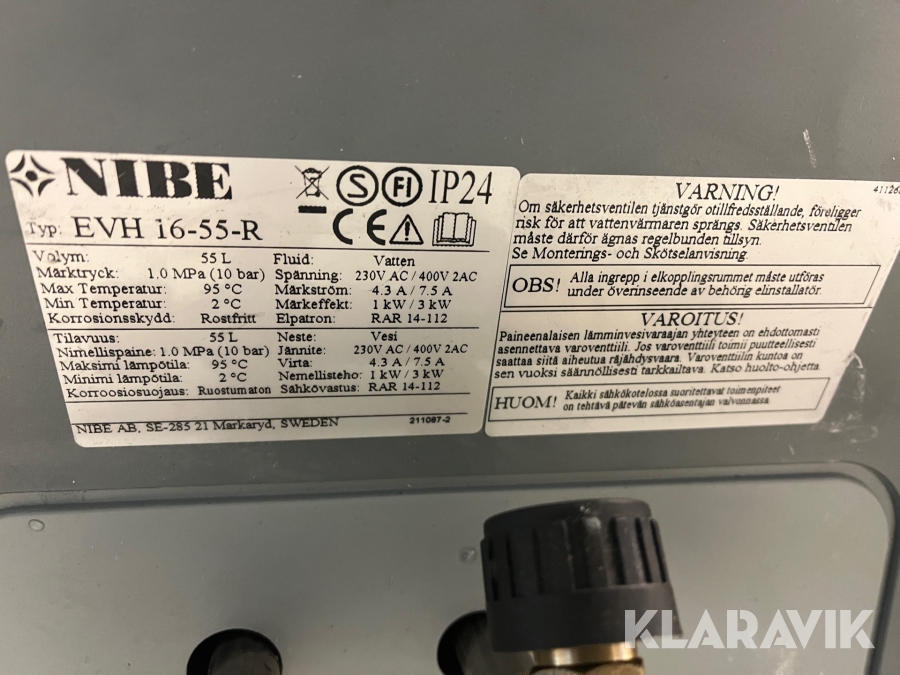 NIBE
S FI IP24
CE
Typ: EVH 16-55-R
Volym: 55 L Fluid: Vatten
Märktryck: 1.0 MPa (10 bar) Spänning: 230V AC / 400V 2AC
Max Temperatur: 95 °C Märkström: 4.3 A / 7.5 A
Min Temperatur: 2 °C Märkeffekt: 1 kW / 3 kW
Korrosionsskydd: Rostfritt Elpatron: RAR 14-112
Tilavuus: 55 L Neste: Vesi
Nimellispaine: 1.0 MPa (10 bar) Jännite: 230V AC / 400V 2AC
Maksimi lämpötila: 95 °C Virta: 4.3 A / 7.5 A
Minimi lämpötila: 2 °C Nemellisteho: 1 kW / 3 kW
Korroosiosuojaus: Ruostumaton Sähkövastus: RAR 14-112
NIBE AB, SE-285 21 Markaryd, SWEDEN 211087-2
VARNING!
Om säkerhetsventilen tjänstgör otillfredsställande, föreligger
risk för att vattenvärmaren sprängs. Säkerhetsventilen
måste därför ägnas regelbunden tillsyn.
Se Monterings- och Skötselanvisning.
OBS! Alla ingrepp i elkopplingsrummet måste utföras
under överinseende av behörig elinstallatör.
VAROITUS!
Paineenalaisen lämminvesivaraajan yhteyteen on ehdottomasti
asennettava varoventtiili. Jos varoventtiili toimii puutteellisesti
saattaa siitä aiheutua räjähdysvaara. Varoventtiilin kuntoa on
sen vuoksi säännöllisesti tarkkailtava. Katso huolto-ohjetta.
HUOM! Kaikki sähkökotelossa suoritettavat toimenpiteet
on tehtävä pätevän sähköasentajan valvonnassa.
KLARAVIK